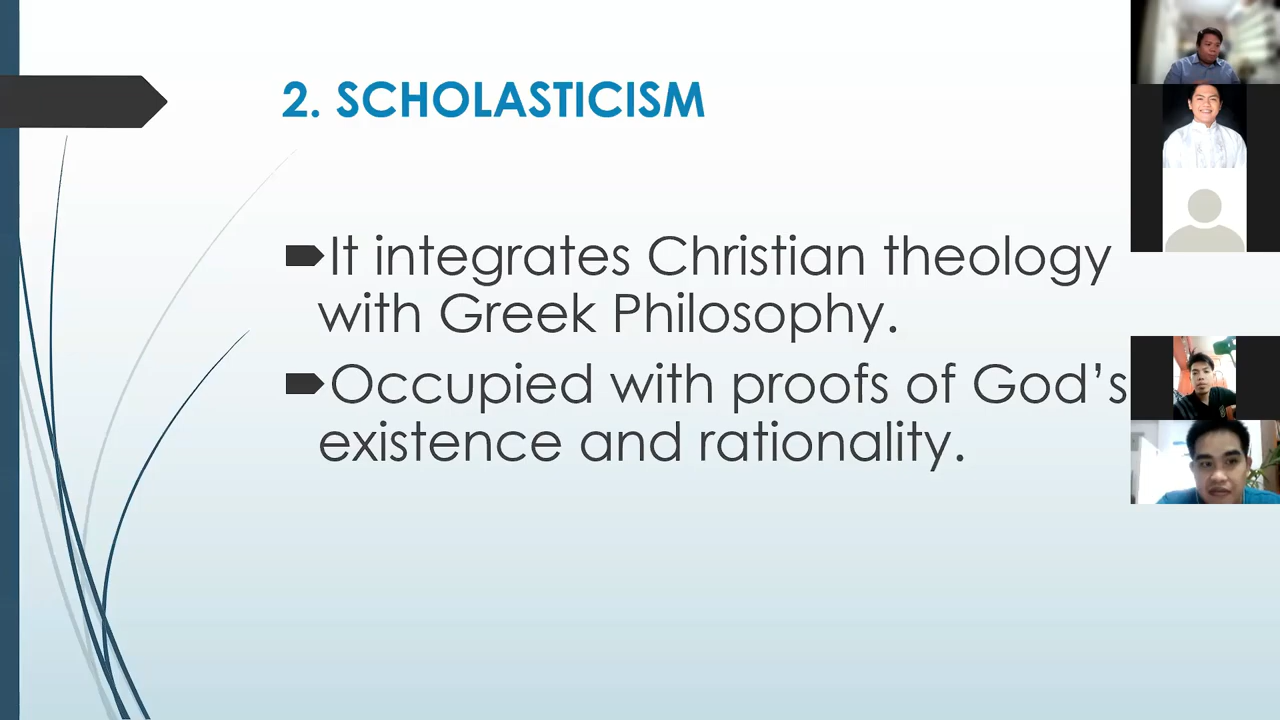 2. SCHOLASTICISM
It integrates Christian theology
with Greek Philosophy.
Occupied with proofs of God’s
existence and rationality.